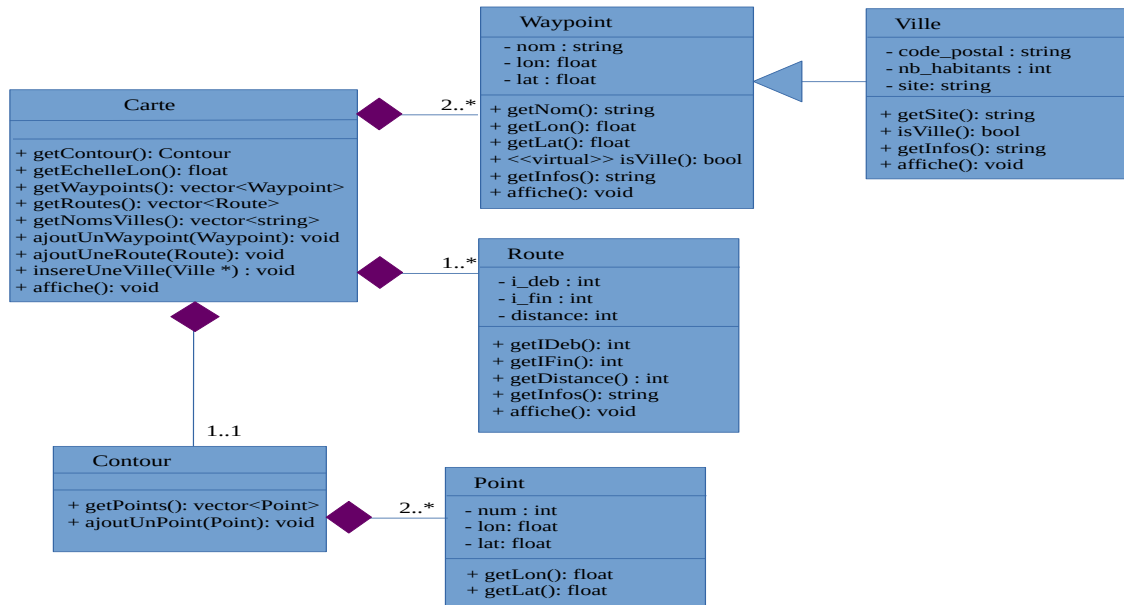 Carte
+ getContour(): Contour
+ getEchelleLon(): float
+ getWaypoints(): vector<Waypoint>
+ getRoutes(): vector<Route>
+ getNomsVilles(): vector<string>
+ ajoutUnWaypoint(Waypoint): void
+ ajoutUneRoute(Route): void
+ insereUneVille(Ville *) : void
+ affiche(): void
2..*
Waypoint
- nom : string
- lon: float
- lat : float
+ getNom(): string
+ getLon(): float
+ getLat(): float
+ <<virtual>> isVille(): bool
+ getInfos(): string
+ affiche(): void
Ville
- code_postal : string
- nb_habitants : int
- site: string
+ getSite(): string
+ isVille(): bool
+ getInfos(): string
+ affiche(): void
1..*
Route
- i_deb : int
- i_fin : int
- distance: int
+ getIDeb(): int
+ getIFin(): int
+ getDistance() : int
+ getInfos(): string
+ affiche(): void
1..1
Contour
+ getPoints(): vector<Point>
+ ajoutUnPoint(Point): void
2..*
Point
- num : int
- lon: float
- lat: float
+ getLon(): float
+ getLat(): float